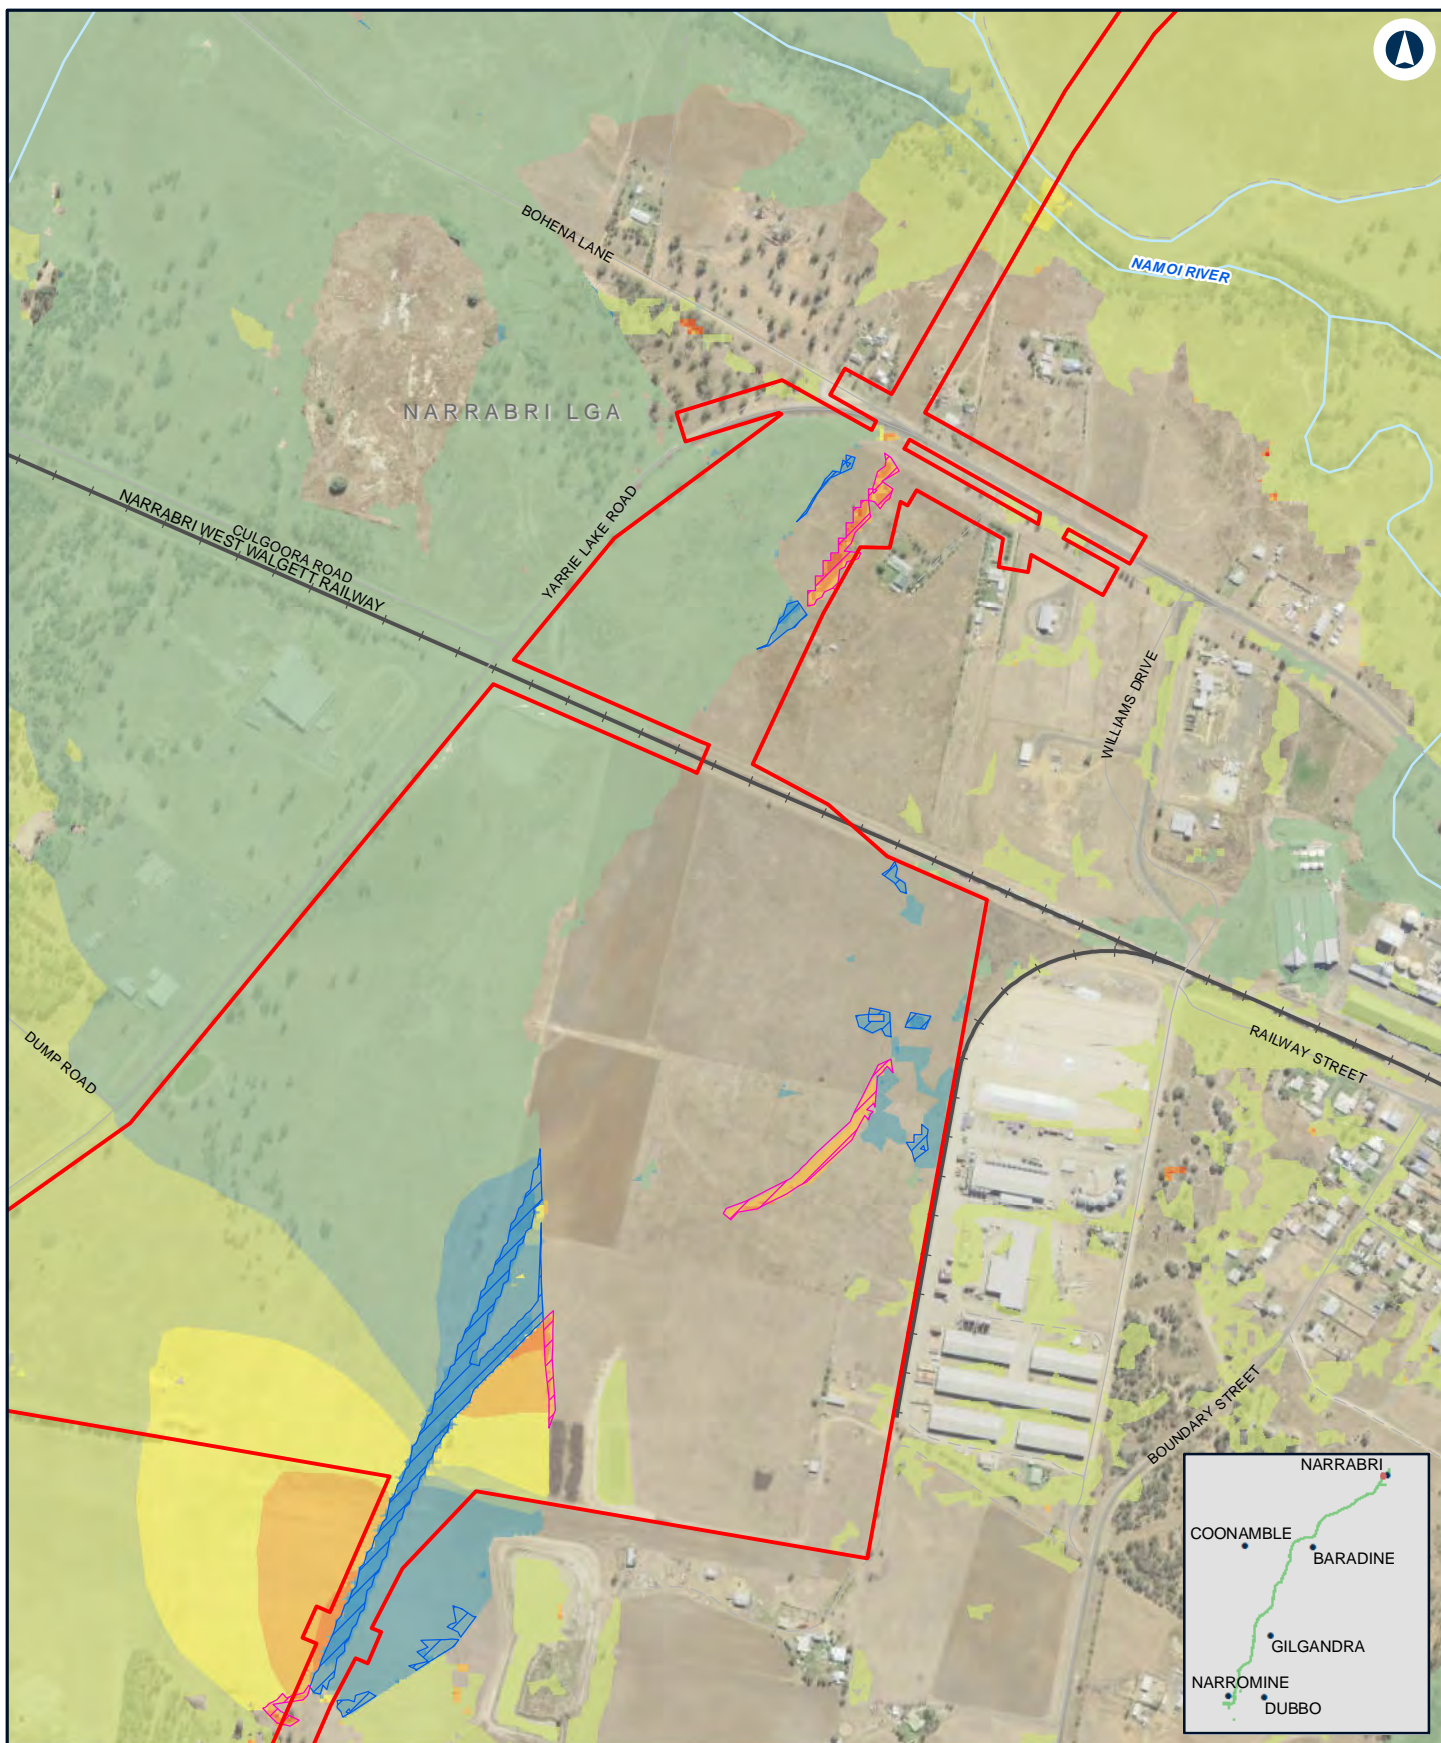 BOHENA LANE
NAMOI RIVER
NARRABRI LGA
NARRABRI WEST WALGETT RAILWAY
CULGOORA ROAD
YARRIE LAKE ROAD
WILLIAMS DRIVE
DUMP ROAD
RAILWAY STREET
BOUNDARY STREET
NARRABRI
COONAMBLE
BARADINE
GILGANDRA
NARROMINE
DUBBO